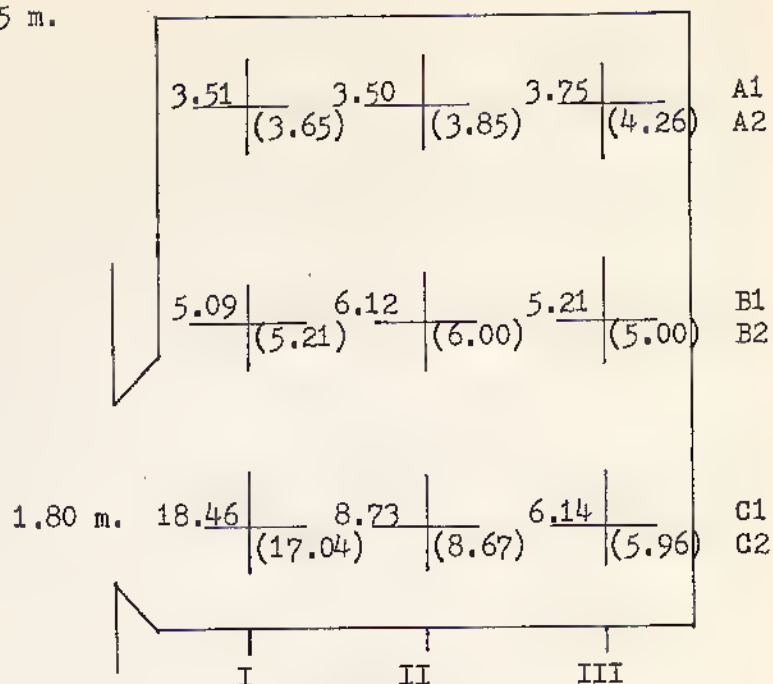 5 m.
3.51 3.50 3.75 A1
(3.65) (3.85) (4.26) A2
5.09 6.12 5.21 B1
(5.21) (6.00) (5.00) B2
1.80 m. 18.46 8.73 6.14 C1
(17.04) (8.67) (5.96) C2
I II III